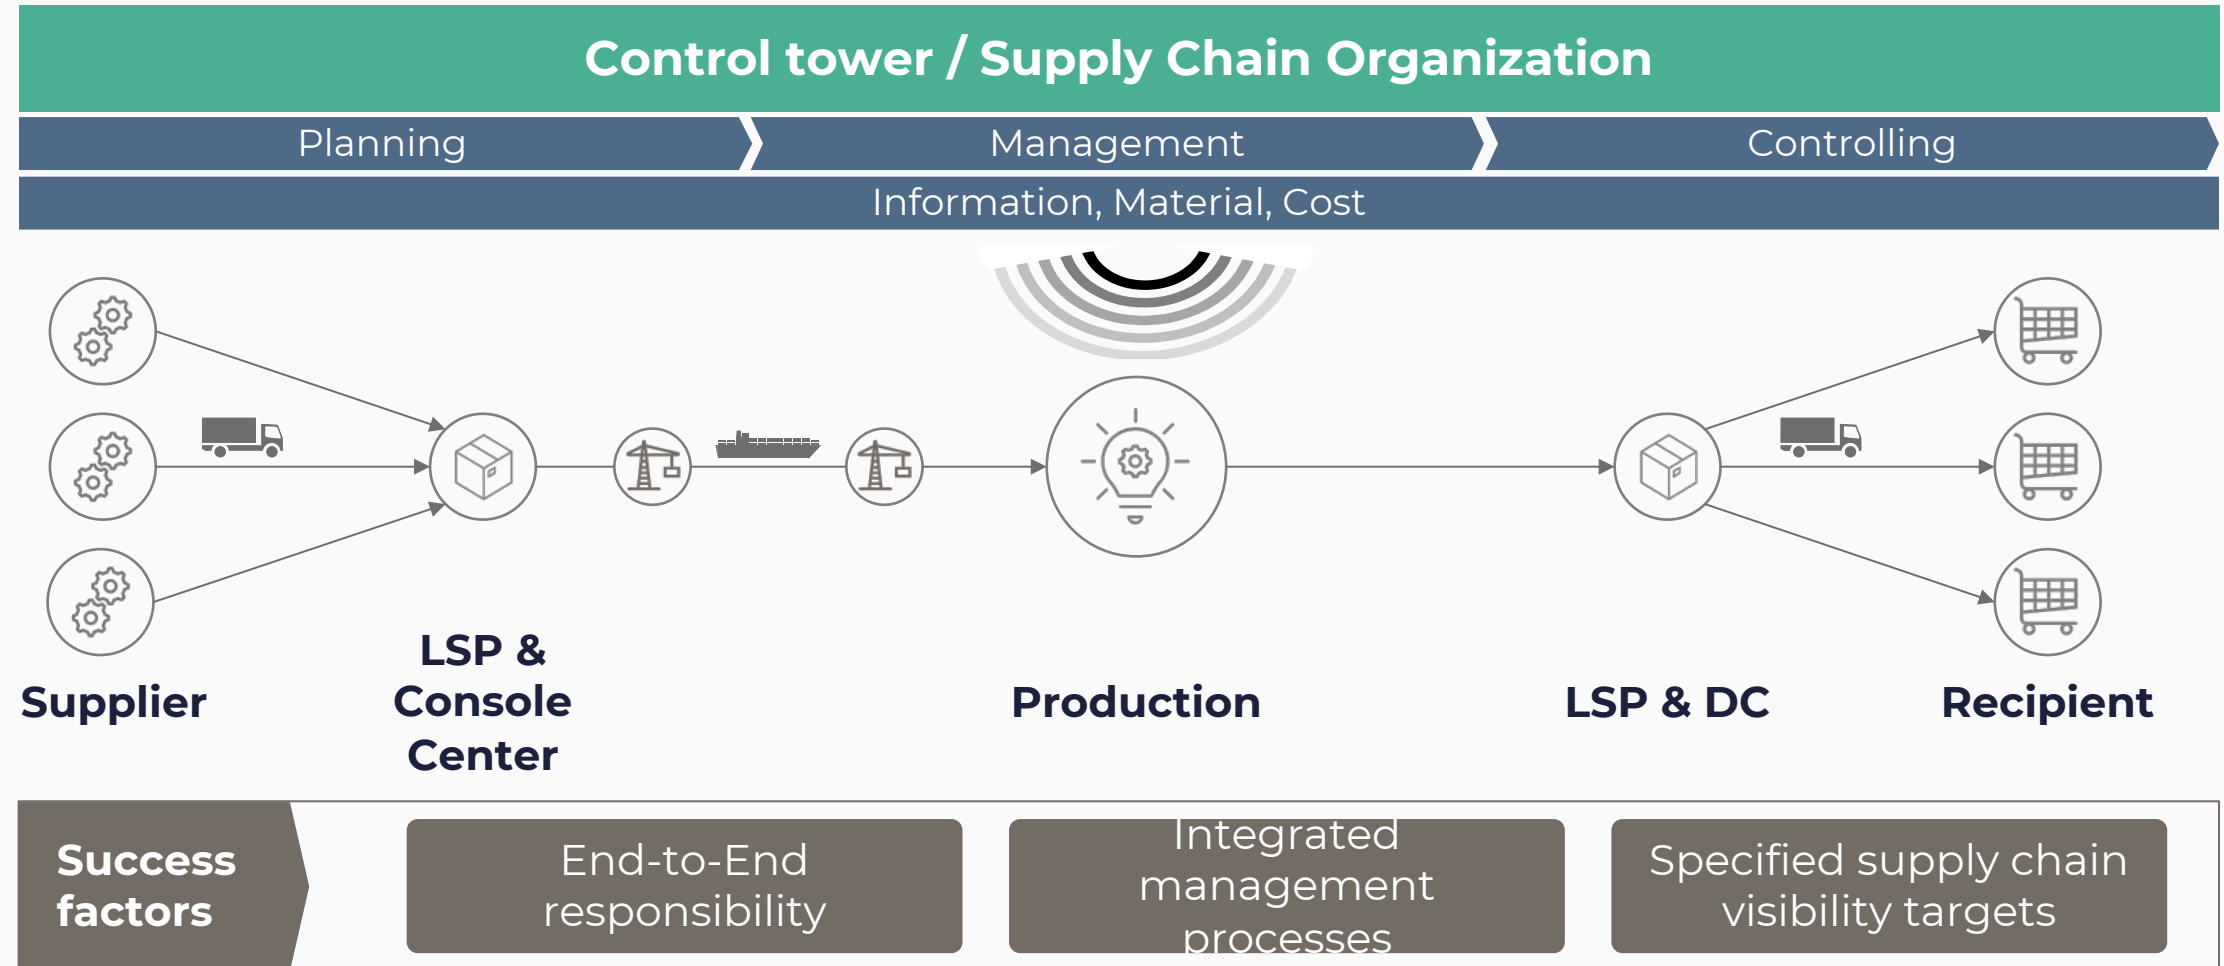 Control tower / Supply Chain Organization
Planning
Management
Controlling
Information, Material, Cost
Supplier
LSP &
Console
Center
Production
LSP & DC
Recipient
Success
factors
End-to-End
responsibility
Integrated
management
processes
Specified supply chain
visibility targets